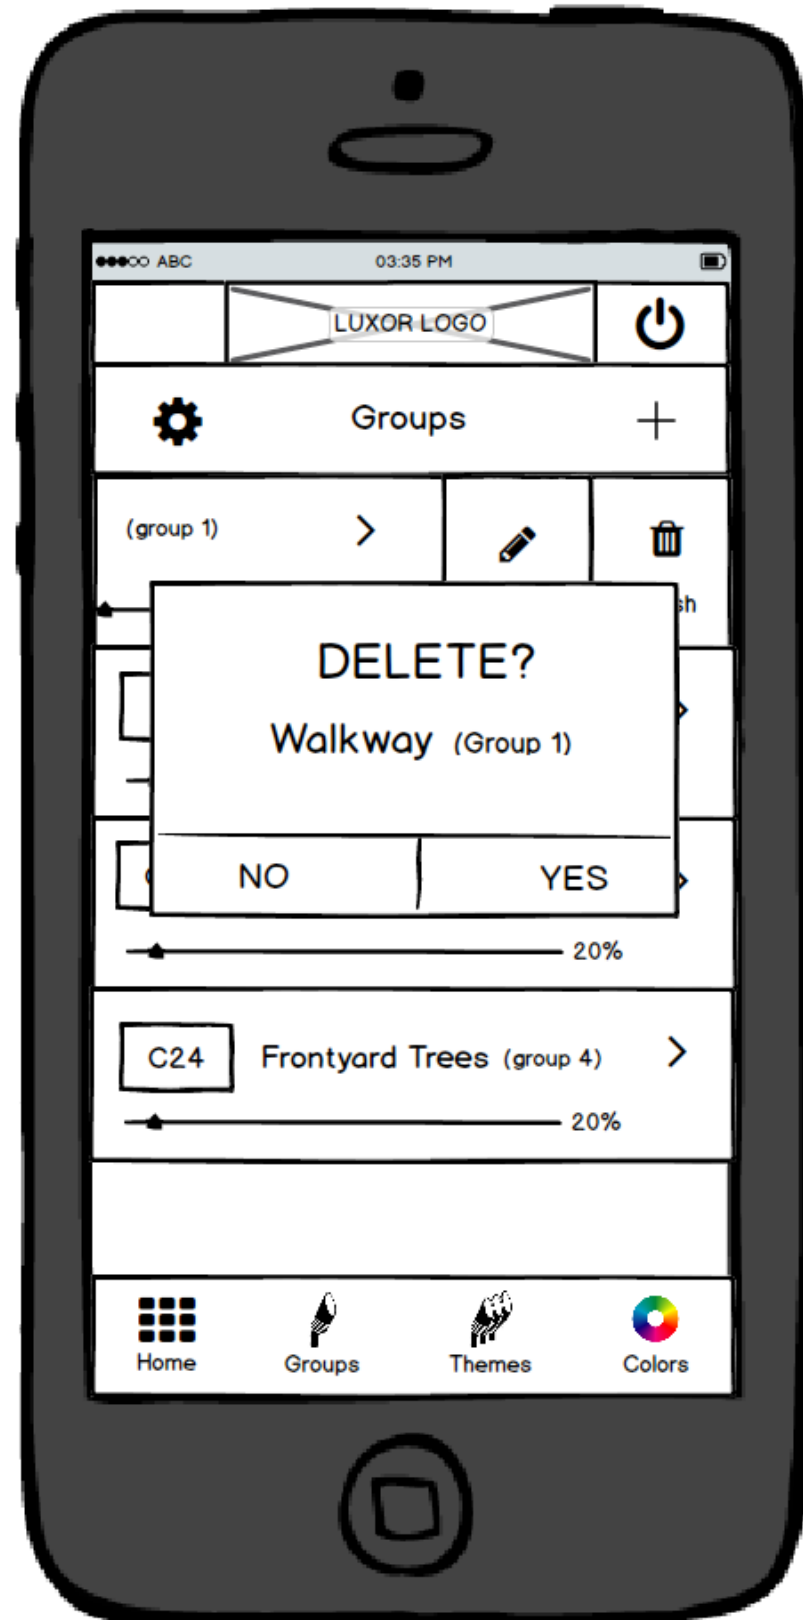 ABC 03:35 PM
LUXOR LOGO
Groups
(group 1)
DELETE?
Walkway (Group 1)
NO YES
20%
C24 Frontyard Trees (group 4)
20%
Home Groups Themes Colors